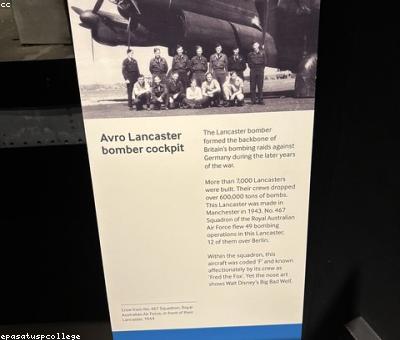 cc
Avro Lancaster
bomber cockpit
The Lancaster bomber
formed the backbone of
Britain's bombing raids against
Germany during the later years
of the war.
More than 7,000 Lancasters
were built. Their crews dropped
over 600,000 tons of bombs.
This Lancaster was made in
Manchester in 1943. No. 467
Squadron of the Royal Australian
Air Force flew 49 bombing
operations in this Lancaster,
12 of them over Berlin.
Within the squadron, this
aircraft was coded 'F' and known
affectionately by its crew as
'Fred the Fox'. Yet the nose art
shows Walt Disney's Big Bad Wolf.
Crew from No. 467 Squadron, Royal
Australian Air Force, in front of their
Lancaster, 1944
epasatuspcollege